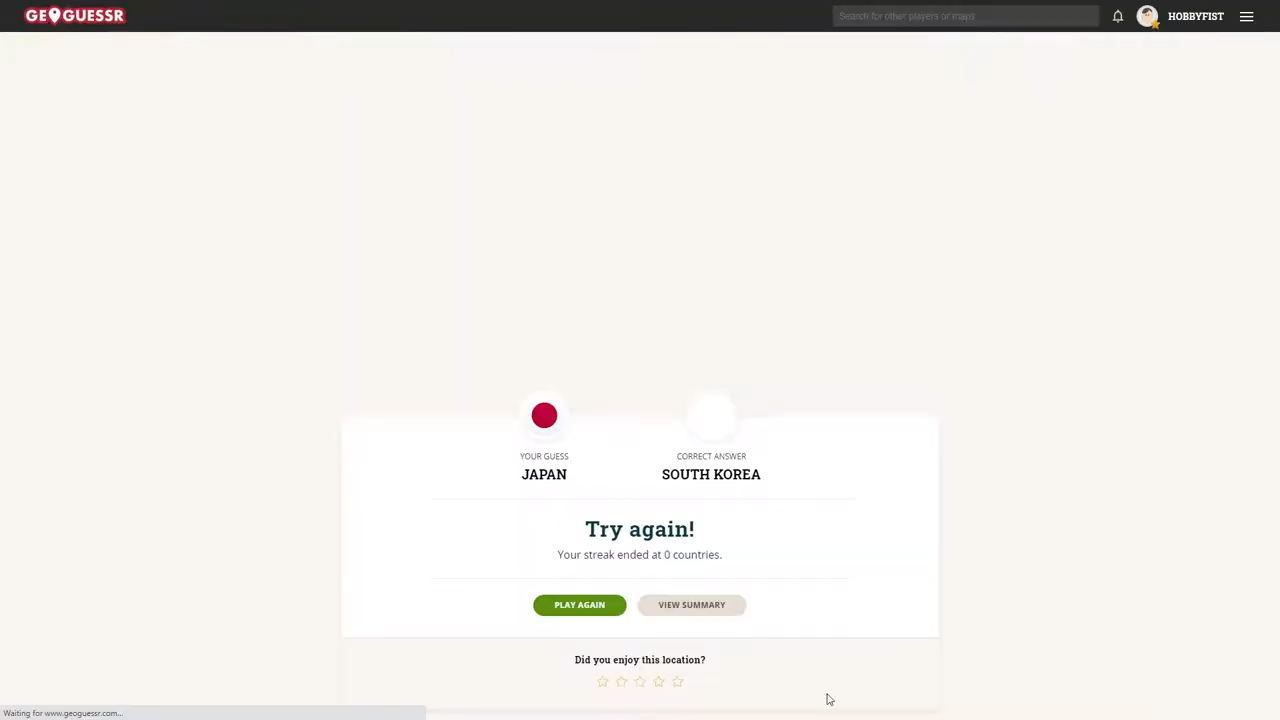 GEOGUESSR
Search for other players or maps
HOBBYFIST
YOUR GUESS
JAPAN
CORRECT ANSWER
SOUTH KOREA
Try again!
Your streak ended at 0 countries.
PLAY AGAIN
VIEW SUMMARY
Did you enjoy this location?
Waiting for www.geoguessr.com...